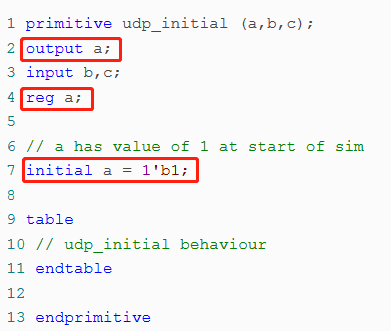 1 primitive udp_initial (a,b,c);
2 output a;
3 input b,c;
4 reg a;
5
6 // a has value of 1 at start of sim
7 initial a = 1'b1;
8
9 table
10 // udp_initial behaviour
11 endtable
12
13 endprimitive